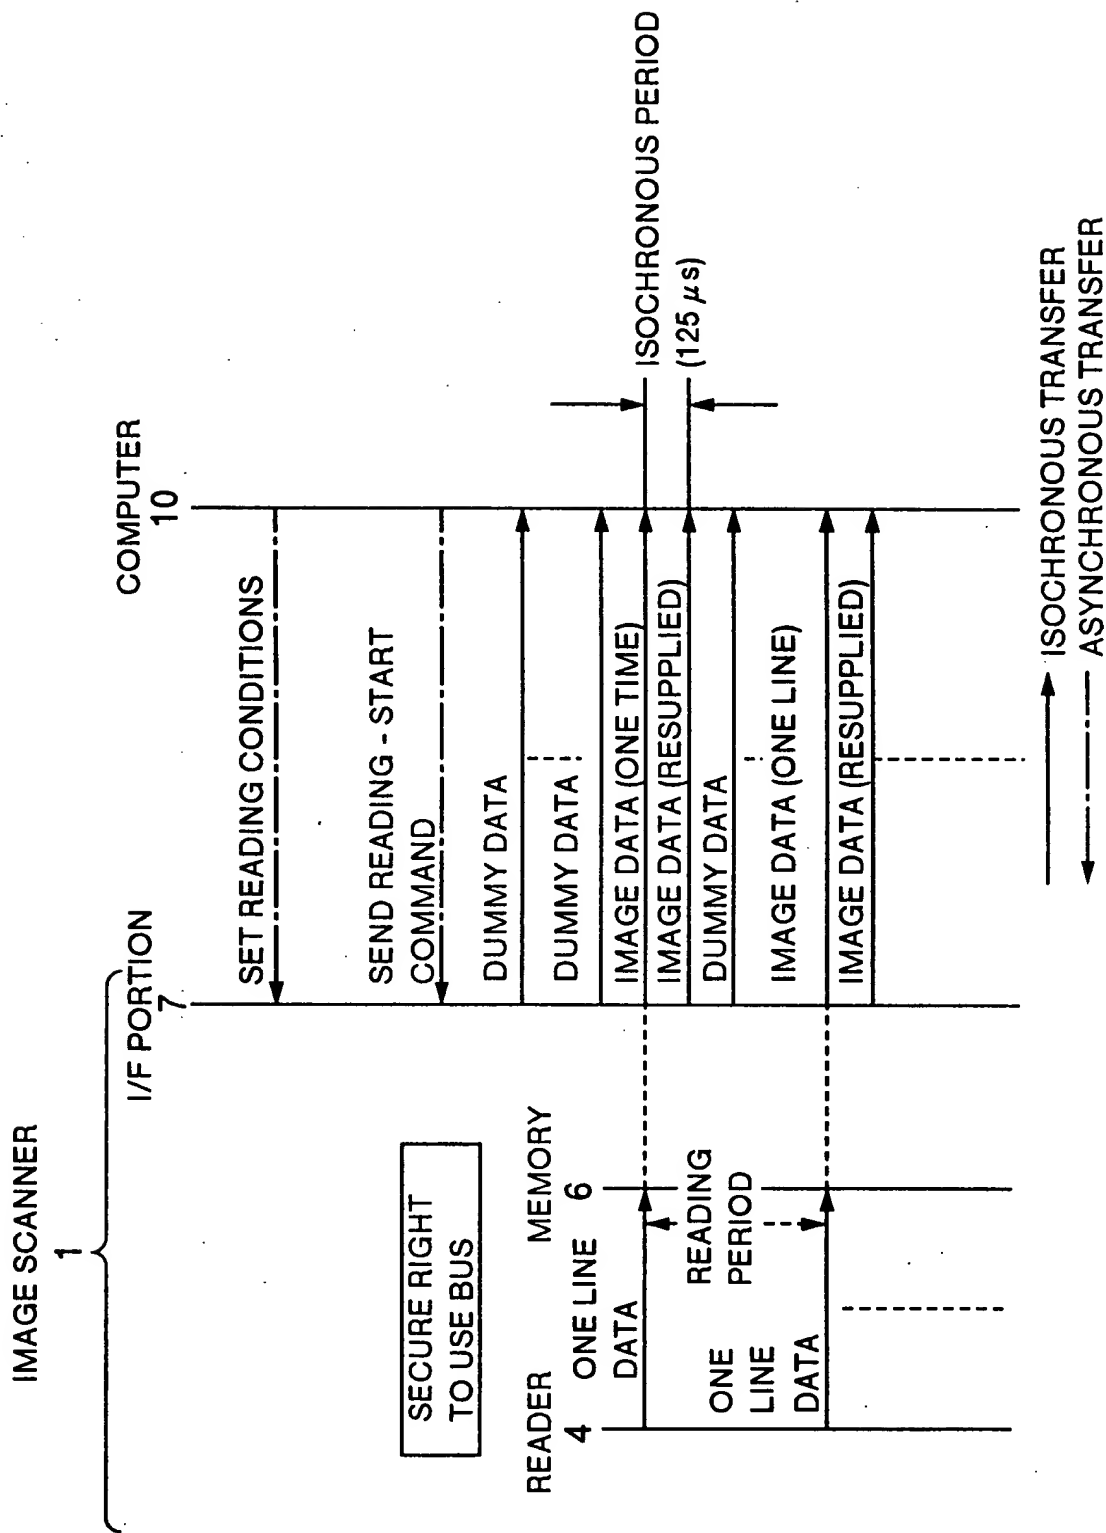 IMAGE SCANNER
1
I/F PORTION
7
COMPUTER
10
SET READING CONDITIONS
SECURE RIGHT
TO USE BUS
SEND READING - START
COMMAND
READER
4
MEMORY
6
DUMMY DATA
DUMMY DATA
ONE LINE
DATA
IMAGE DATA (ONE TIME)
IMAGE DATA (RESUPPLIED)
ISOCHRONOUS PERIOD
(125 μs)
DUMMY DATA
READING
PERIOD
ONE
LINE
DATA
IMAGE DATA (ONE LINE)
IMAGE DATA (RESUPPLIED)
ISOCHRONOUS TRANSFER
ASYNCHRONOUS TRANSFER